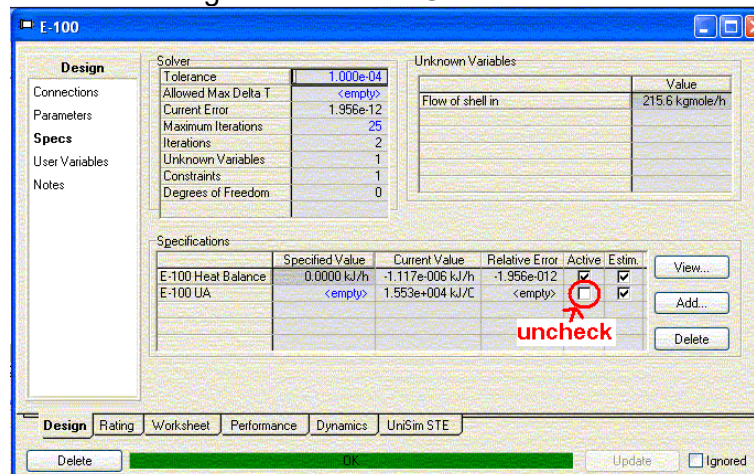 E-100
Design
Connections
Parameters
Specs
User Variables
Notes
Solver
Tolerance 1.000e-04
Allowed Max Delta T <empty>
Current Error 1.956e-12
Maximum Iterations 25
Iterations 2
Unknown Variables 1
Constraints 1
Degrees of Freedom 0
Unknown Variables
Value
Flow of shell in 215.6 kgmole/h
Specifications
Specified Value Current Value Relative Error Active Estim.
E-100 Heat Balance 0.0000 kJ/h -1.117e-006 kJ/h -1.956e-012
E-100 UA <empty> 1.553e+004 kJ/C <empty>
uncheck
View...
Add...
Delete
Design Rating Worksheet Performance Dynamics UniSim STE
Delete OK Update Ignored